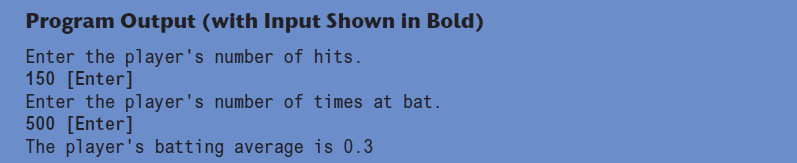 Program Output (with Input Shown in Bold)
Enter the player's number of hits.
150 [Enter]
Enter the player's number of times at bat.
500 [Enter]
The player's batting average is 0.3